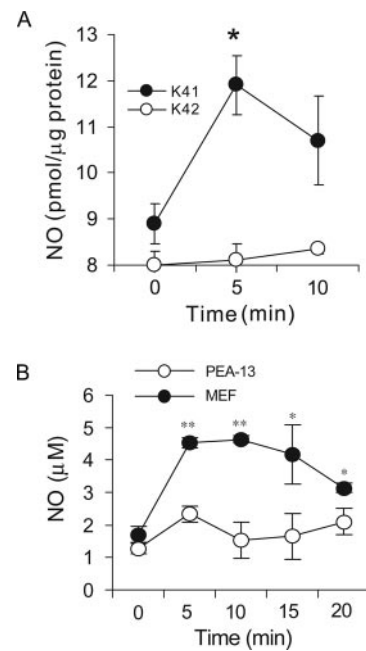 A
*
K41
K42
NO (pmol/μg protein)
13
12
11
10
9
8
0 5 10
Time (min)
B
PEA-13
MEF
NO (μM)
6
5
4
3
2
1
0
** ** * *
0 5 10 15 20
Time (min)